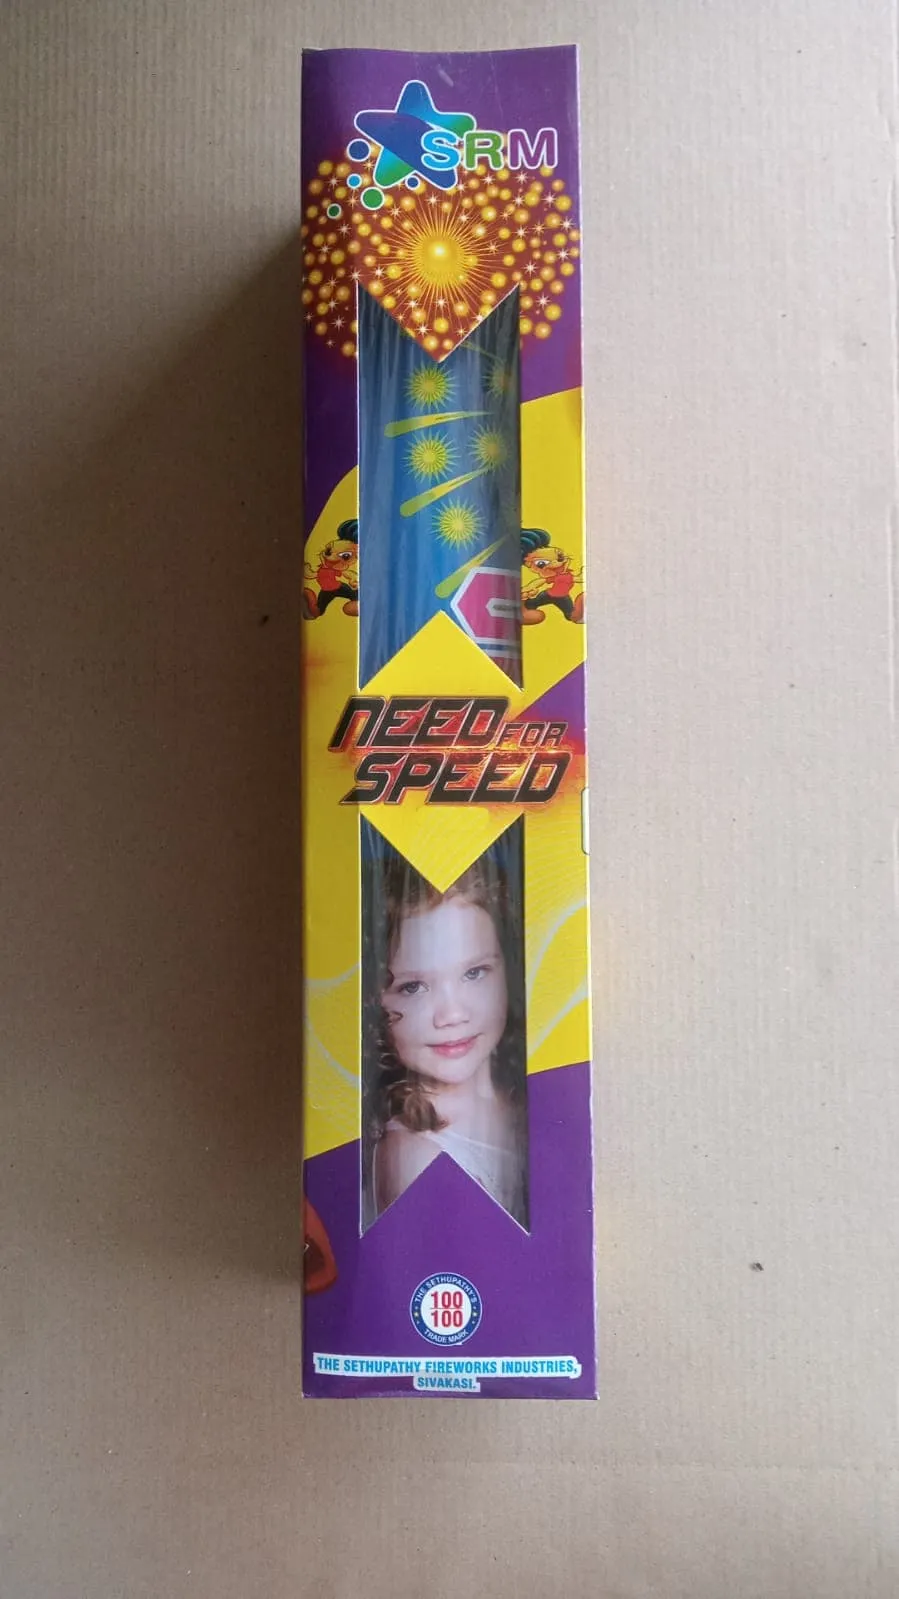 SRM
NEED FOR
SPEED
THE SETHUPATHY'S
100
100
TRADE MARK
THE SETHUPATHY FIREWORKS INDUSTRIES,
SIVAKASI.